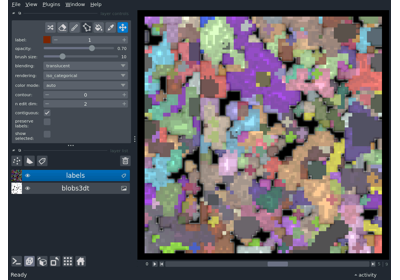 File View Plugins Window Help
label: 1
opacity: 0.70
brush size: 10
blending: translucent
rendering: iso_categorical
color mode: auto
contour: 0
n edit dim: 2
contiguous:
preserve
labels:
show
selected:
labels
blobs3dt
Ready
activity